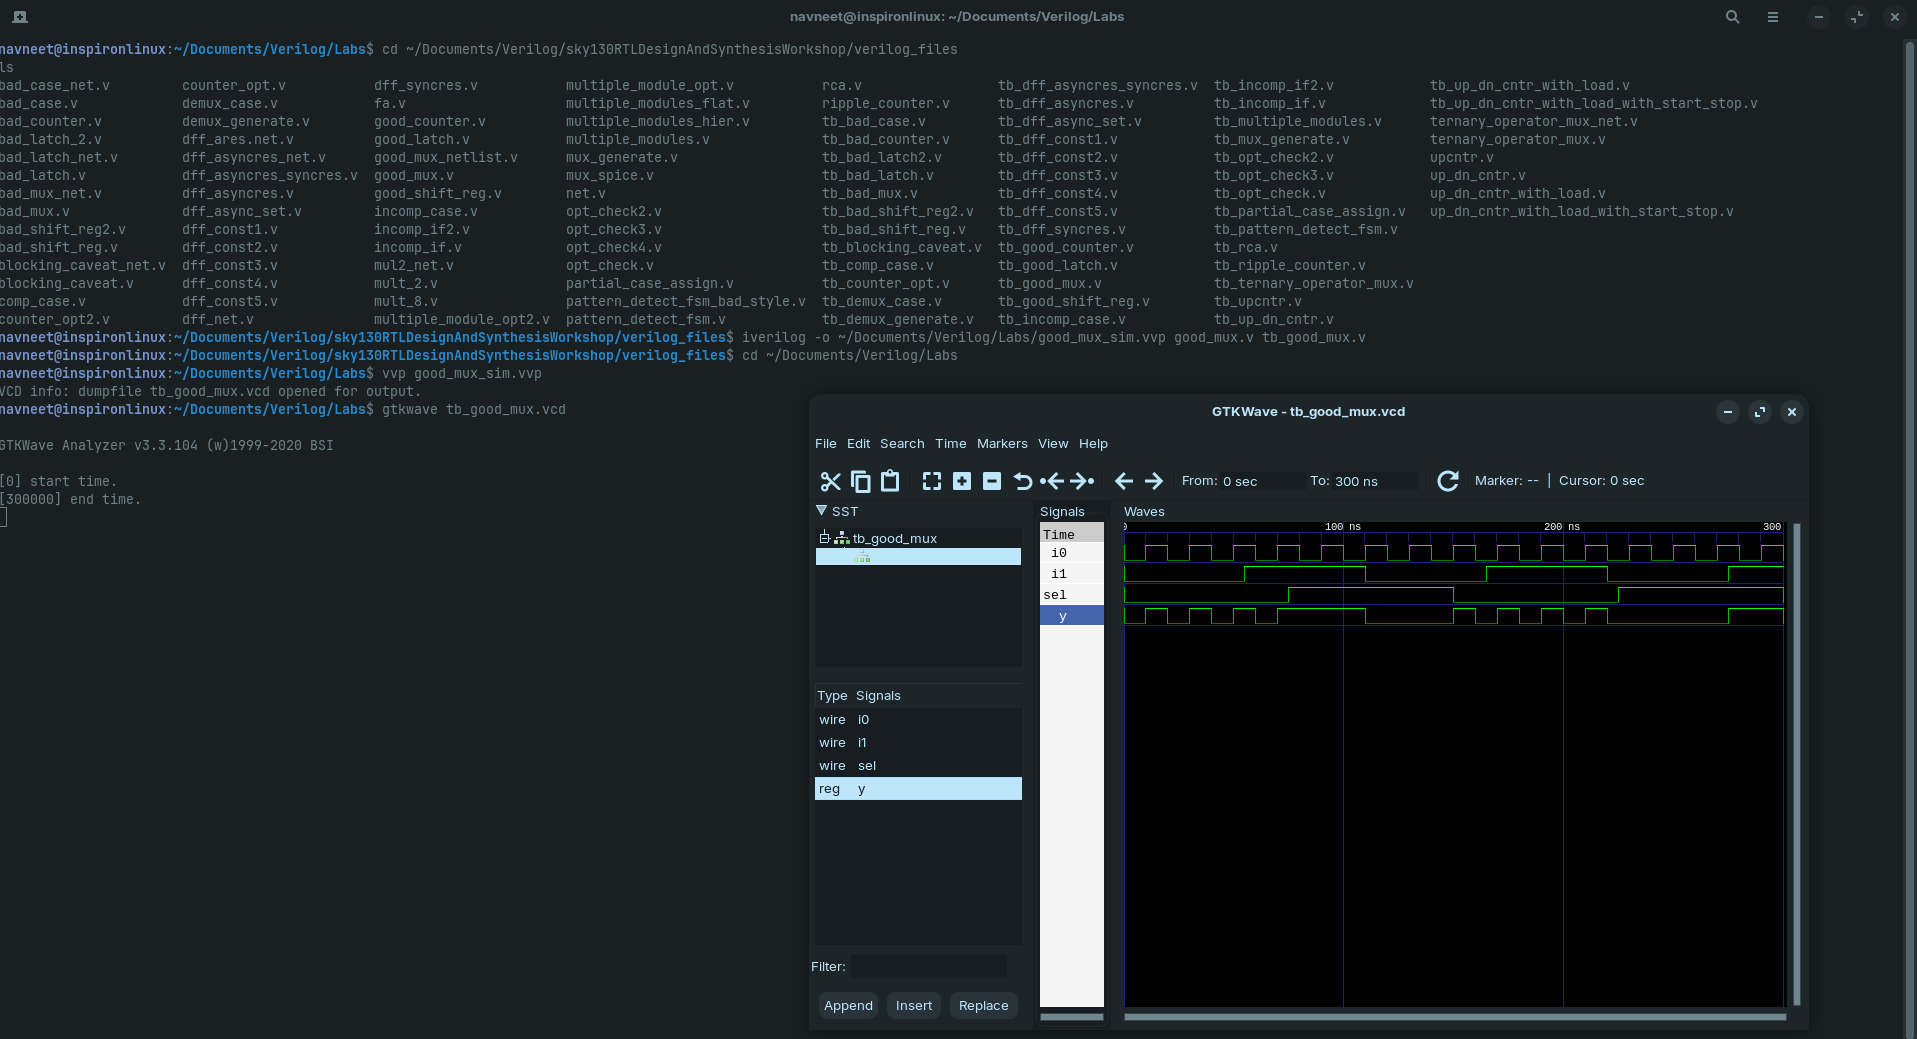 navneet@inspironlinux: ~/Documents/Verilog/Labs
navneet@inspironlinux:~/Documents/Verilog/Labs$ cd ~/Documents/Verilog/sky130RTLDesignAndSynthesisWorkshop/verilog_files
ls
bad_case_net.v counter_opt.v dff_syncres.v multiple_module_opt.v rca.v tb_dff_asyncres_syncres.v tb_incomp_if2.v tb_up_dn_cntr_with_load.v
bad_case.v demux_case.v fa.v multiple_modules_flat.v ripple_counter.v tb_dff_asyncres.v tb_incomp_if.v tb_up_dn_cntr_with_load_with_start_stop.v
bad_counter.v demux_generate.v good_counter.v multiple_modules_hier.v tb_bad_case.v tb_dff_async_set.v tb_multiple_modules.v ternary_operator_mux_net.v
bad_latch_2.v dff_ares.net.v good_latch.v multiple_modules.v tb_bad_counter.v tb_dff_const1.v tb_mux_generate.v ternary_operator_mux.v
bad_latch_net.v dff_asyncres_net.v good_mux_netlist.v mux_generate.v tb_bad_latch2.v tb_dff_const2.v tb_opt_check2.v upcntr.v
bad_latch.v dff_asyncres_syncres.v good_mux.v mux_spice.v tb_bad_latch.v tb_dff_const3.v tb_opt_check3.v up_dn_cntr.v
bad_mux_net.v dff_asyncres.v good_shift_reg.v net.v tb_bad_mux.v tb_dff_const4.v tb_opt_check.v up_dn_cntr_with_load.v
bad_mux.v dff_async_set.v incomp_case.v opt_check2.v tb_bad_shift_reg2.v tb_dff_const5.v tb_partial_case_assign.v up_dn_cntr_with_load_with_start_stop.v
bad_shift_reg2.v dff_const1.v incomp_if2.v opt_check3.v tb_bad_shift_reg.v tb_dff_syncres.v tb_pattern_detect_fsm.v
bad_shift_reg.v dff_const2.v incomp_if.v opt_check4.v tb_blocking_caveat.v tb_good_counter.v tb_rca.v
blocking_caveat_net.v dff_const3.v mul2_net.v opt_check.v tb_comp_case.v tb_good_latch.v tb_ripple_counter.v
blocking_caveat.v dff_const4.v mult_2.v partial_case_assign.v tb_counter_opt.v tb_good_mux.v tb_ternary_operator_mux.v
comp_case.v dff_const5.v mult_8.v pattern_detect_fsm_bad_style.v tb_demux_case.v tb_good_shift_reg.v tb_upcntr.v
counter_opt2.v dff_net.v multiple_module_opt2.v pattern_detect_fsm.v tb_demux_generate.v tb_incomp_case.v tb_up_dn_cntr.v
navneet@inspironlinux:~/Documents/Verilog/sky130RTLDesignAndSynthesisWorkshop/verilog_files$ iverilog -o ~/Documents/Verilog/Labs/good_mux_sim.vvp good_mux.v tb_good_mux.v
navneet@inspironlinux:~/Documents/Verilog/sky130RTLDesignAndSynthesisWorkshop/verilog_files$ cd ~/Documents/Verilog/Labs
navneet@inspironlinux:~/Documents/Verilog/Labs$ vvp good_mux_sim.vvp
VCD info: dumpfile tb_good_mux.vcd opened for output.
navneet@inspironlinux:~/Documents/Verilog/Labs$ gtkwave tb_good_mux.vcd
GTKWave Analyzer v3.3.104 (w)1999-2020 BSI
[0] start time.
[300000] end time.
GTKWave - tb_good_mux.vcd
File Edit Search Time Markers View Help
From: 0 sec To: 300 ns Marker: -- | Cursor: 0 sec
SST
tb_good_mux
Type Signals
wire i0
wire i1
wire sel
reg y
Filter:
Append Insert Replace
Signals
Time
i0
i1
sel
y
Waves
0 100 ns 200 ns 300